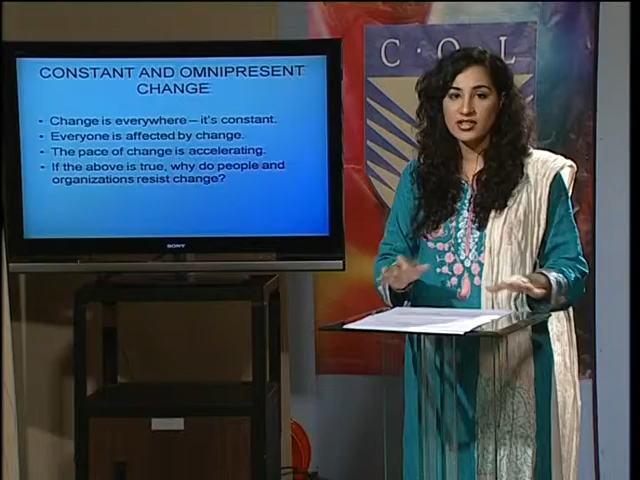 CONSTANT AND OMNIPRESENT
CHANGE
• Change is everywhere – it's constant.
• Everyone is affected by change.
• The pace of change is accelerating.
• If the above is true, why do people and
organizations resist change?
SONY
C . O . L